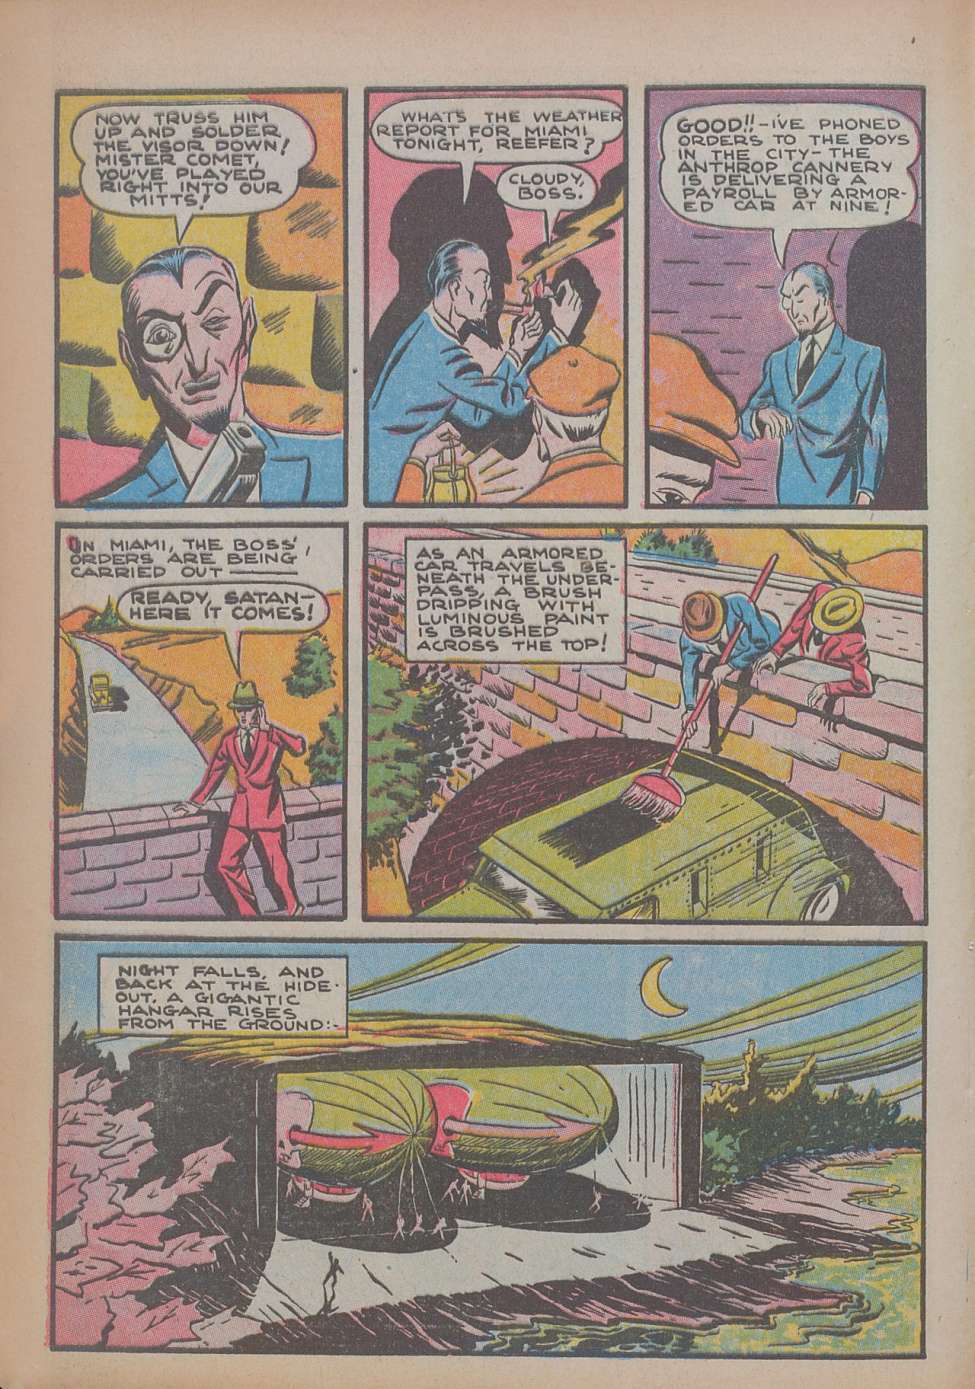 NOW TRUSS HIM
UP AND SOLDER
THE VISOR DOWN!
MISTER COMET,
YOU'VE PLAYED
RIGHT INTO OUR
MITTS!
WHAT'S THE WEATHER
REPORT FOR MIAMI
TONIGHT, REEFER?
CLOUDY,
BOSS.
GOOD!!-I'VE PHONED
ORDERS TO THE BOYS
IN THE CITY-THE
ANTHROP CANNERY
IS DELIVERING A
PAYROLL BY ARMOR-
ED CAR AT NINE!
IN MIAMI, THE BOSS'
ORDERS ARE BEING
CARRIED OUT ——
READY, SATAN-
HERE IT COMES!
AS AN ARMORED
CAR TRAVELS BE-
NEATH THE UNDER-
PASS, A BRUSH
DRIPPING WITH
LUMINOUS PAINT
IS BRUSHED
ACROSS THE TOP!
NIGHT FALLS, AND
BACK AT THE HIDE-
OUT, A GIGANTIC
HANGAR RISES
FROM THE GROUND:-